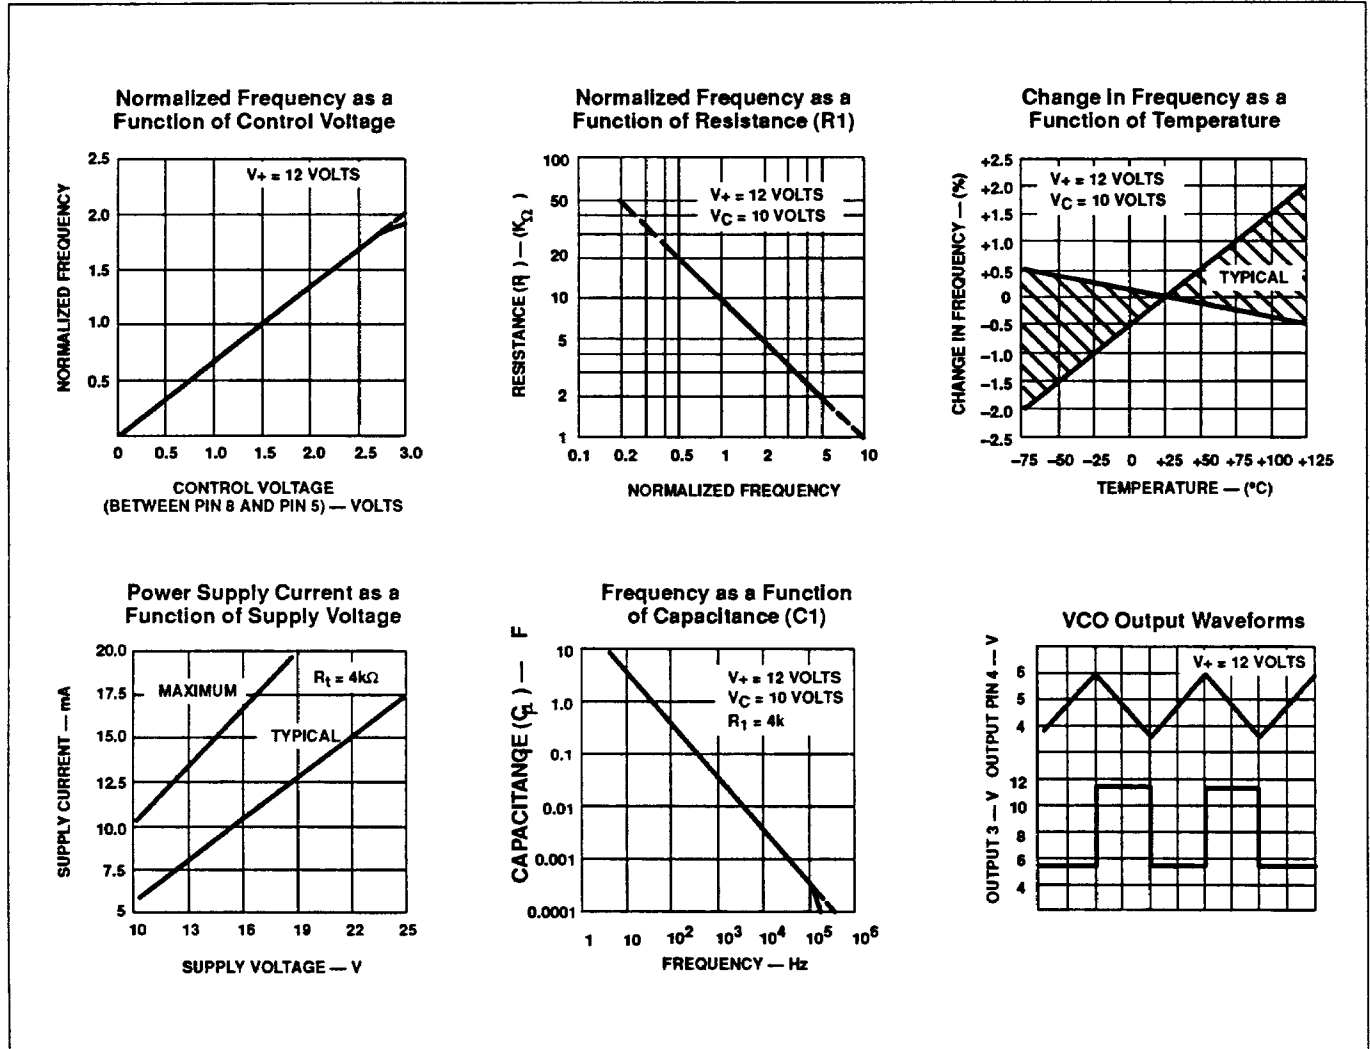 Normalized Frequency as a
Function of Control Voltage
2.5
2.0
1.5
1.0
0.5
V+ = 12 VOLTS
NORMALIZED FREQUENCY
0 0.5 1.0 1.5 2.0 2.5 3.0
CONTROL VOLTAGE
(BETWEEN PIN 8 AND PIN 5) — VOLTS
Normalized Frequency as a
Function of Resistance (R1)
100
50
20
10
5
2
1
V+ = 12 VOLTS
VC = 10 VOLTS
RESISTANCE (R1) — (KΩ)
0.1 0.2 0.5 1 2 5 10
NORMALIZED FREQUENCY
Change in Frequency as a
Function of Temperature
+2.5
+2.0
+1.5
+1.0
+0.5
0
−0.5
−1.0
−1.5
−2.0
−2.5
V+ = 12 VOLTS
VC = 10 VOLTS
TYPICAL
CHANGE IN FREQUENCY — (%)
−75 −50 −25 0 +25 +50 +75 +100 +125
TEMPERATURE — (°C)
Power Supply Current as a
Function of Supply Voltage
20.0
17.5
15.0
12.5
10.0
7.5
5
MAXIMUM
Rt = 4kΩ
TYPICAL
SUPPLY CURRENT — mA
10 13 16 19 22 25
SUPPLY VOLTAGE — V
Frequency as a Function
of Capacitance (C1)
10
1.0
0.1
0.01
0.001
0.0001
V+ = 12 VOLTS
VC = 10 VOLTS
R1 = 4k
F
1 10 10² 10³ 10⁴ 10⁵ 10⁶
FREQUENCY — Hz
VCO Output Waveforms
V+ = 12 VOLTS
OUTPUT PIN 4 — V
6
5
4
OUTPUT 3 — V
12
10
8
6
4